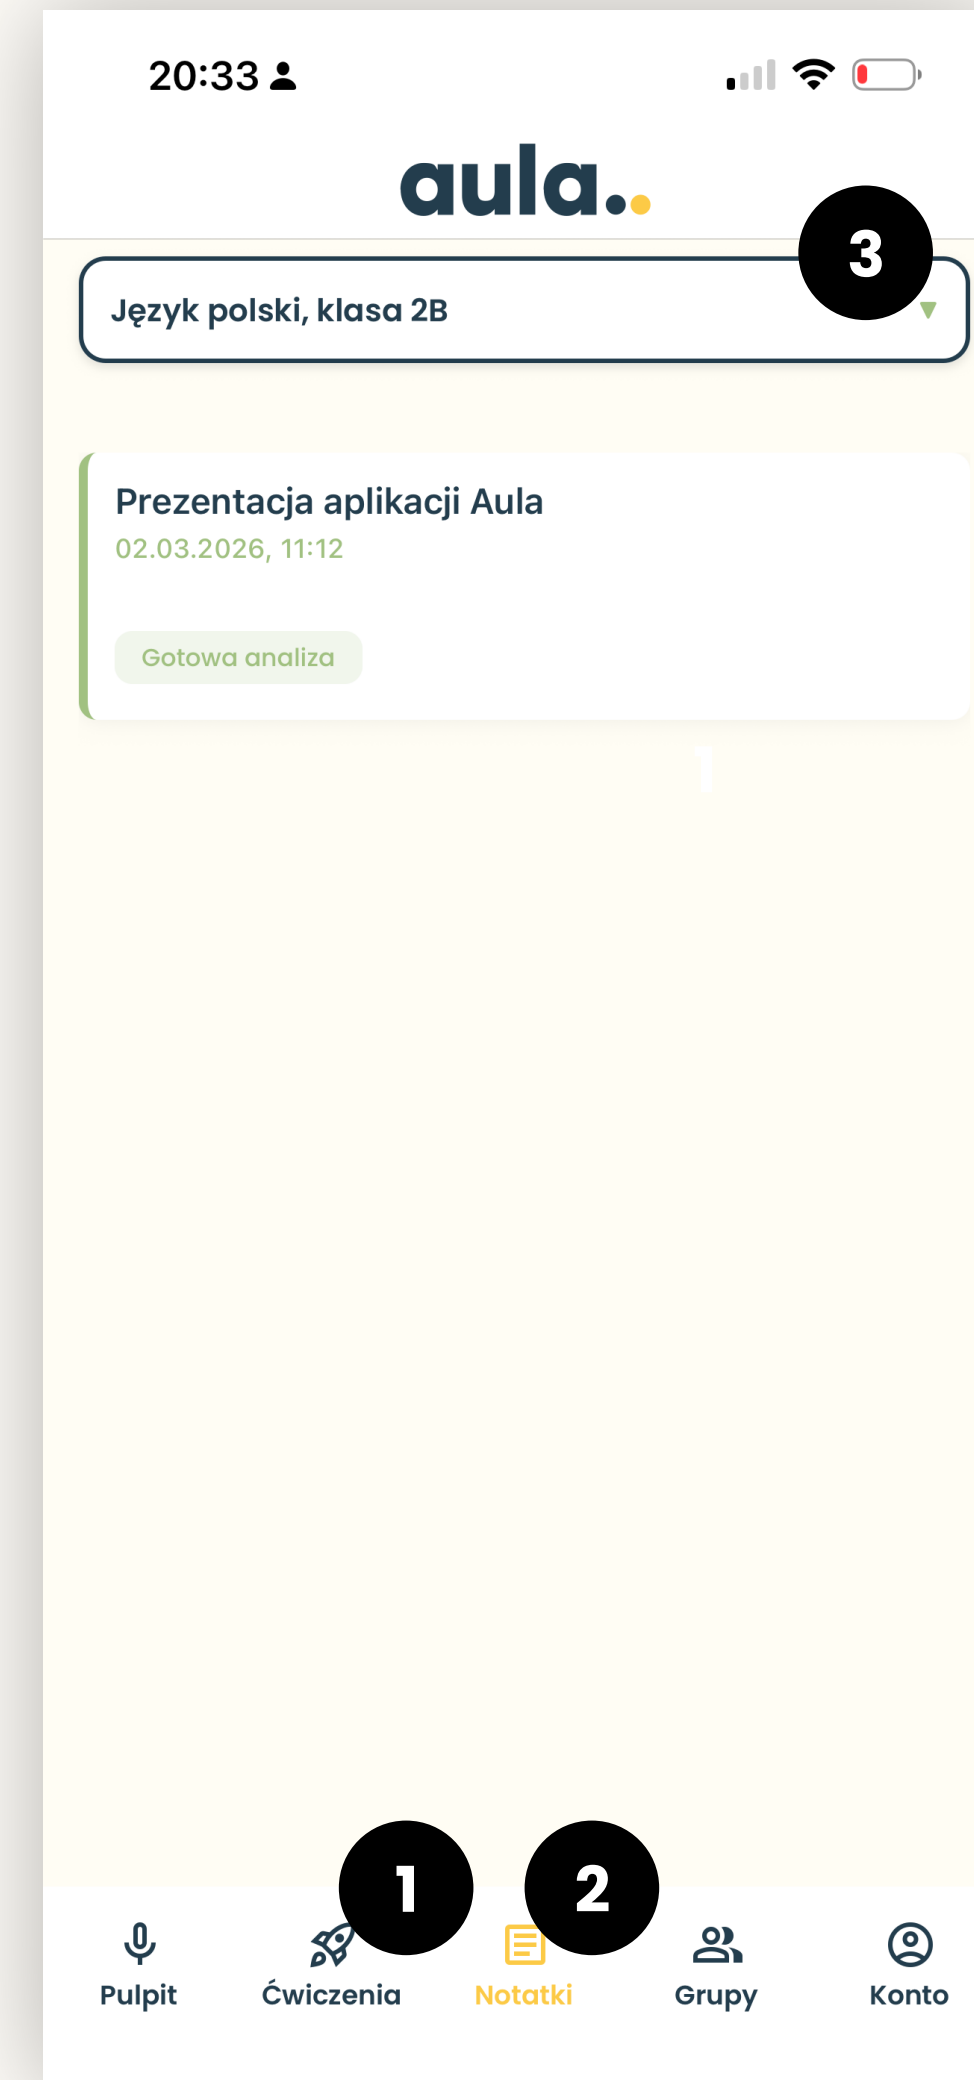 20:33
aula..
3
Język polski, klasa 2B
Prezentacja aplikacji Aula
02.03.2026, 11:12
Gotowa analiza
1
1
2
Pulpit
Ćwiczenia
Notatki
Grupy
Konto